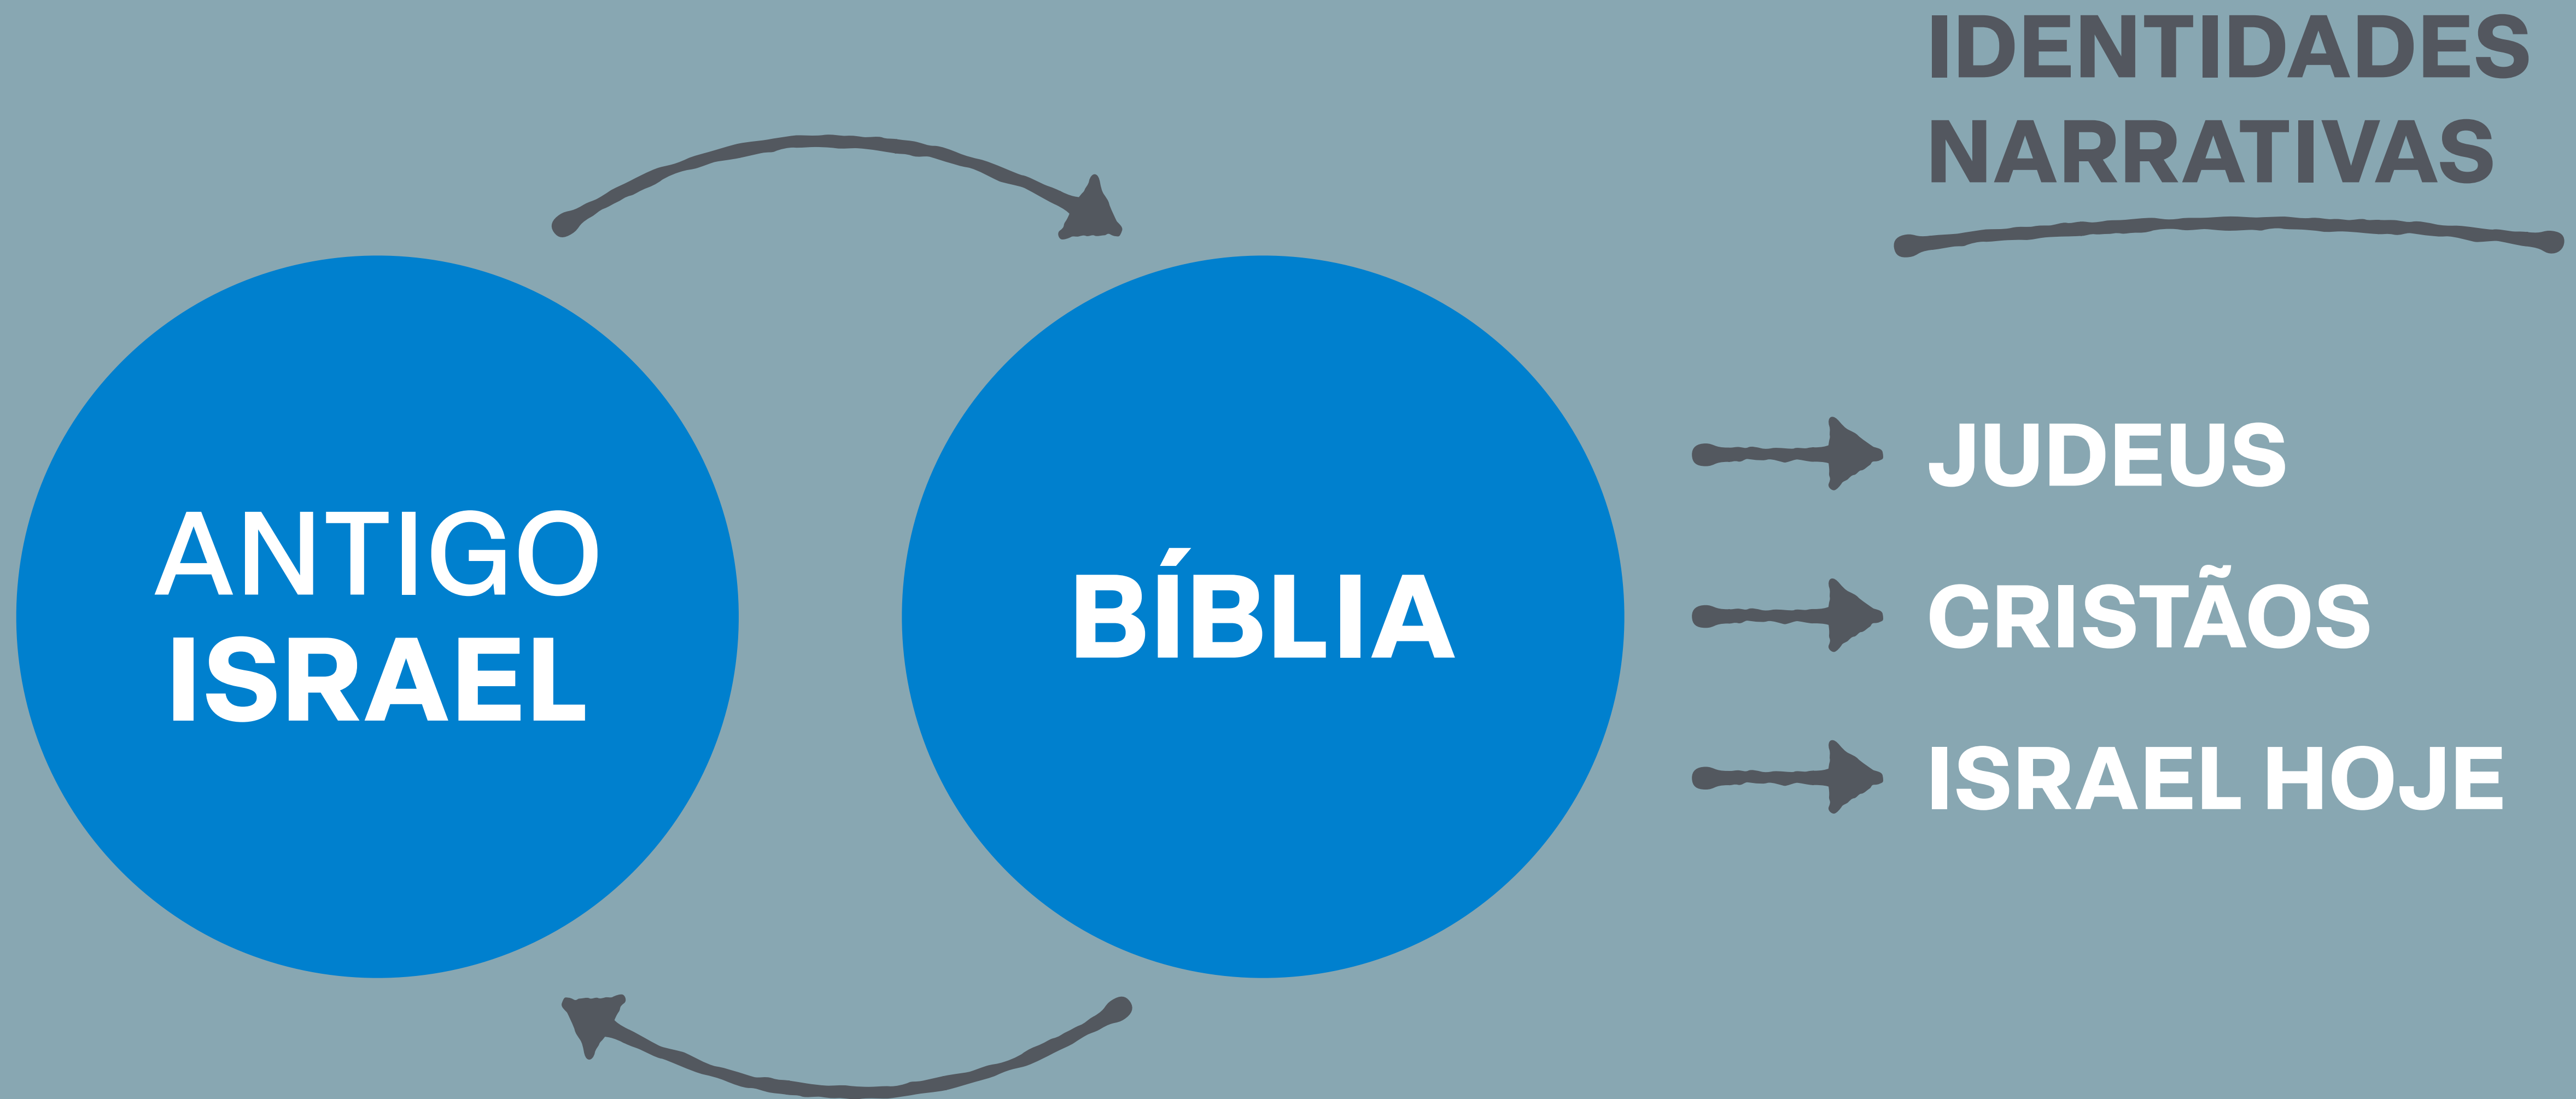 IDENTIDADES
NARRATIVAS
ANTIGO
ISRAEL
BÍBLIA
JUDEUS
CRISTÃOS
ISRAEL HOJE